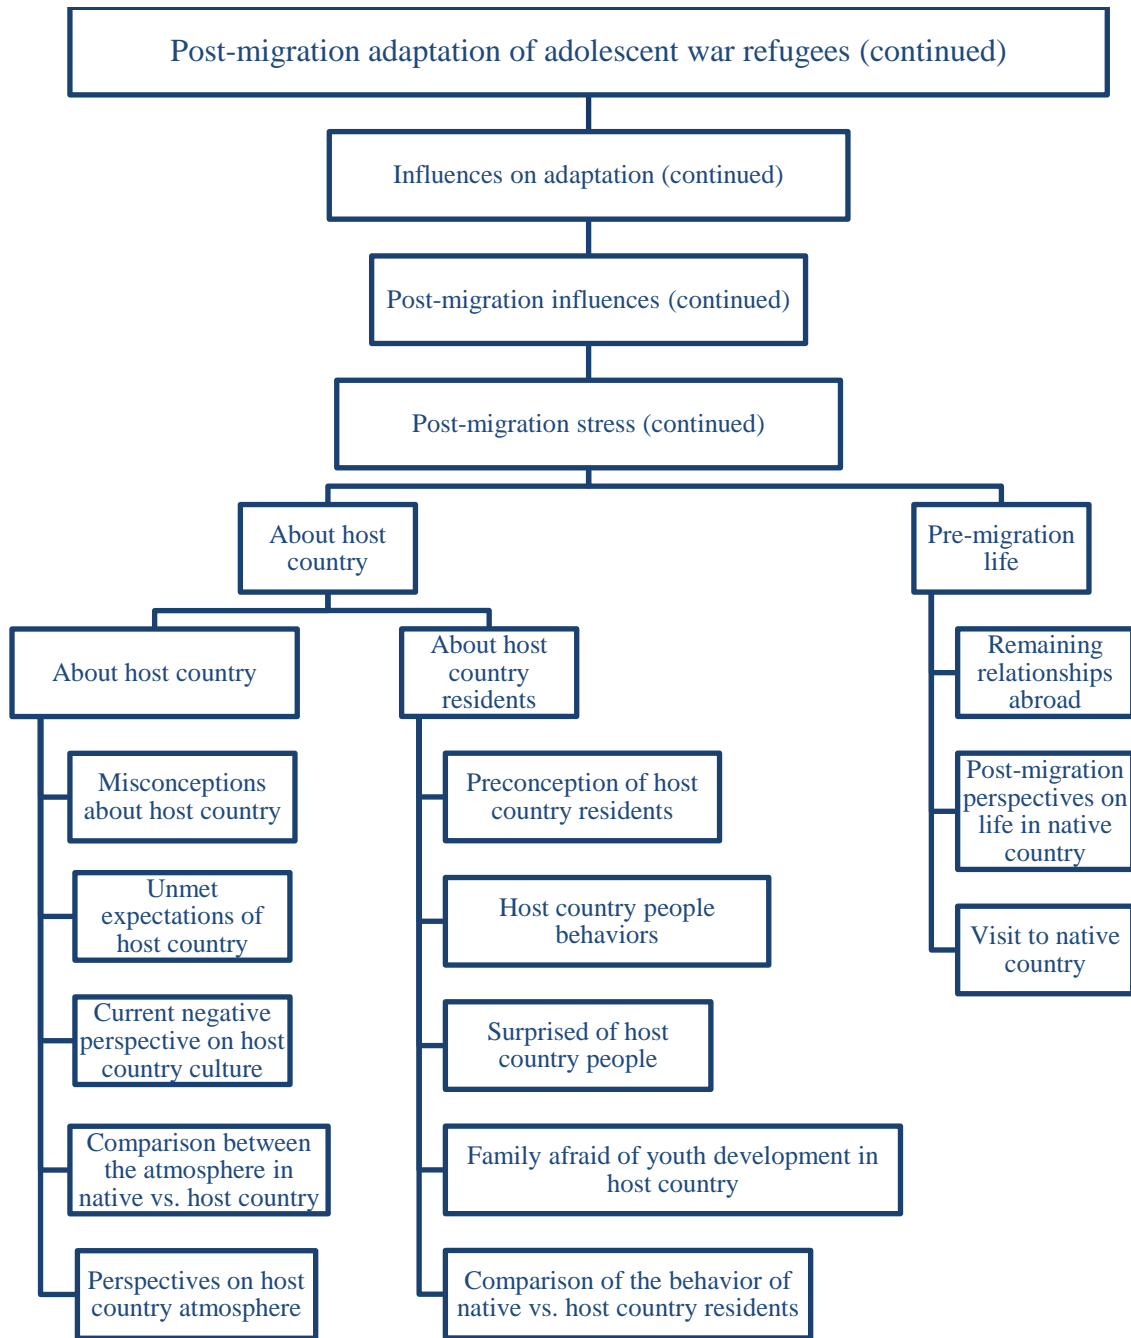 Post-migration adaptation of adolescent war refugees (continued)
Influences on adaptation (continued)
Post-migration influences (continued)
Post-migration stress (continued)
About host
country
Pre-migration
life
About host country
About host
country
residents
Remaining
relationships
abroad
Misconceptions
about host country
Preconception of host
country residents
Post-migration
perspectives on
life in native
country
Unmet
expectations of
host country
Host country people
behaviors
Visit to native
country
Current negative
perspective on host
country culture
Surprised of host
country people
Comparison between
the atmosphere in
native vs. host country
Family afraid of youth development in
host country
Perspectives on host
country atmosphere
Comparison of the behavior of
native vs. host country residents